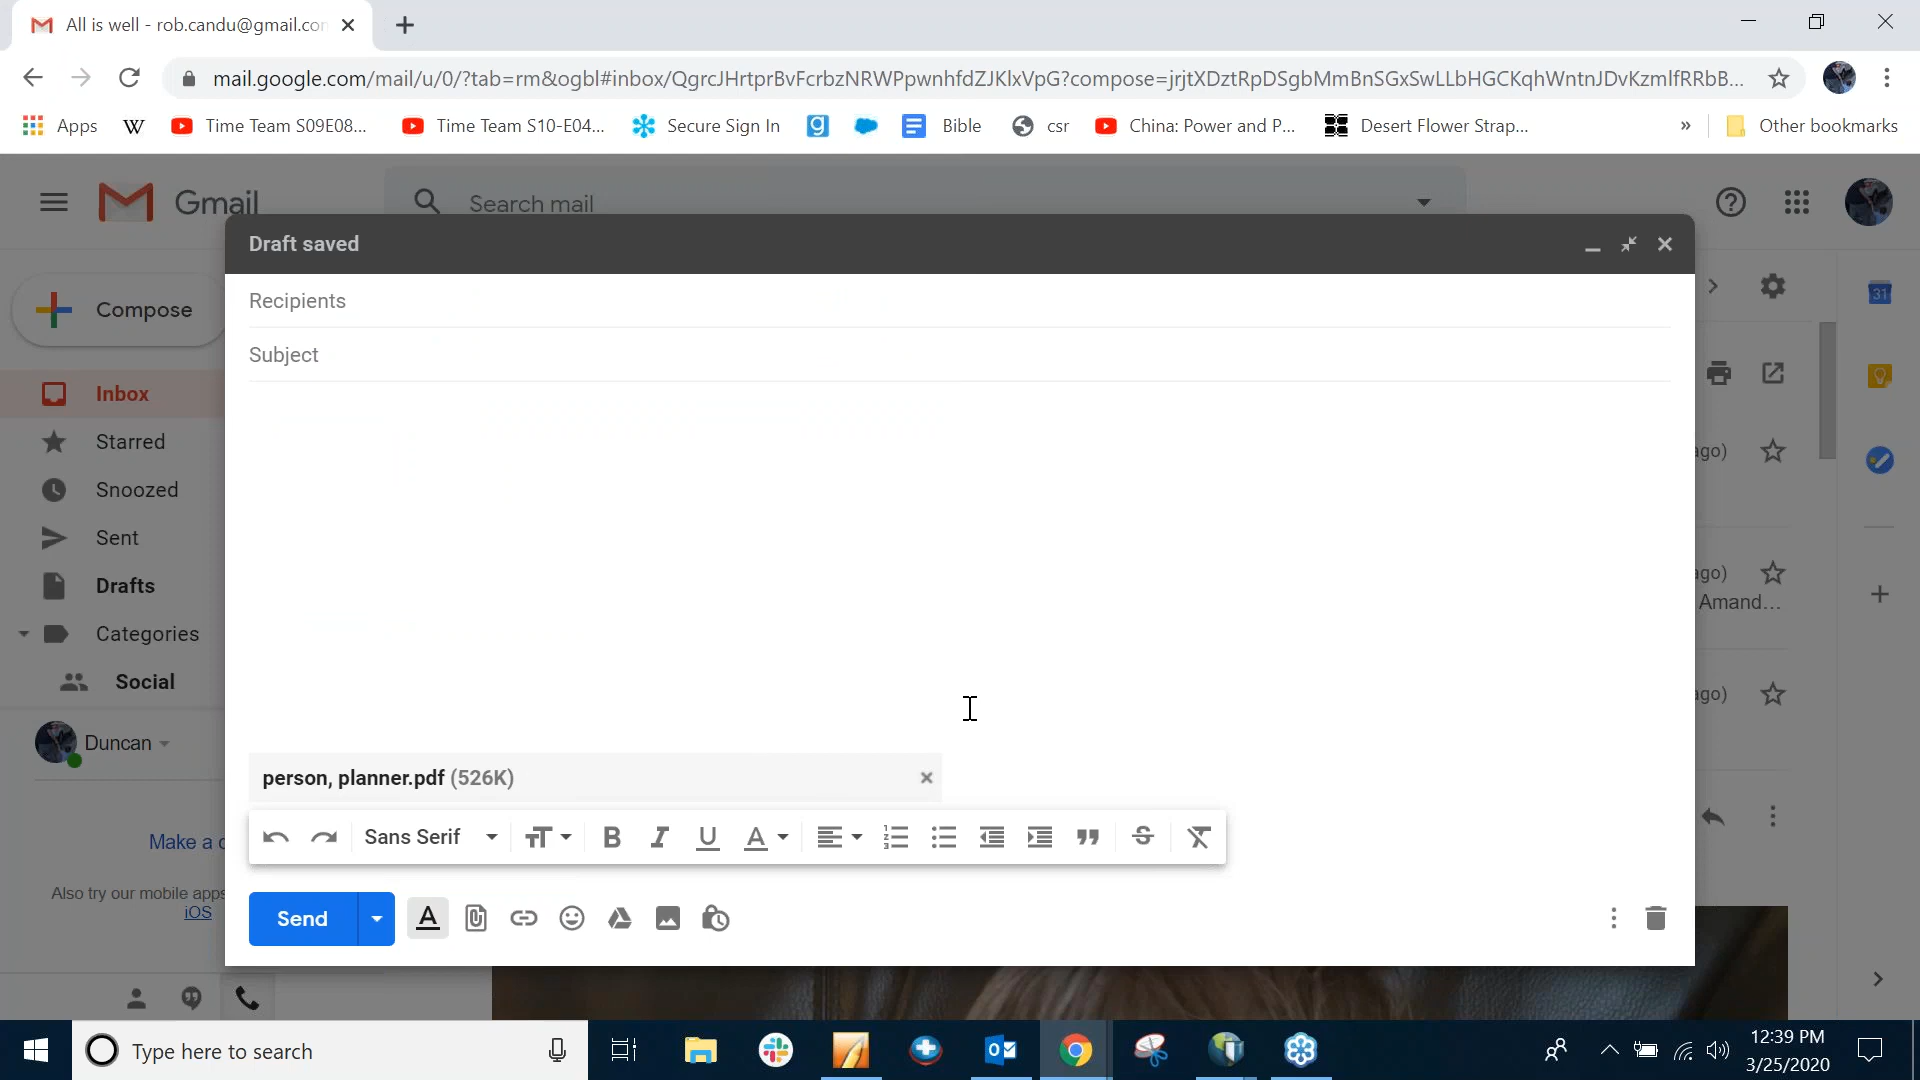 All is well - rob.candu@gmail.con
mail.google.com/mail/u/0/?tab=rm&ogbl#inbox/QgrcJHrtprBvFcrbzNRWPpwnhfdZJKlxVpG?compose=jrjtXDztRpDSgbMmBnSGxSwLLbHGCKqhWntnJDvKzmlfRRbB...
Apps
W
Time Team S09E08...
Time Team S10-E04...
Secure Sign In
Bible
csr
China: Power and P...
Desert Flower Strap...
»
Other bookmarks
Gmail
Search mail
Draft saved
Compose
Recipients
31
Subject
Inbox
Starred
ago)
Snoozed
Sent
ago)
Drafts
Amand...
Categories
Social
ago)
Duncan
person, planner.pdf (526K)
Sans Serif
Make a c
Also try our mobile apps
iOS
Send
Type here to search
12:39 PM
3/25/2020